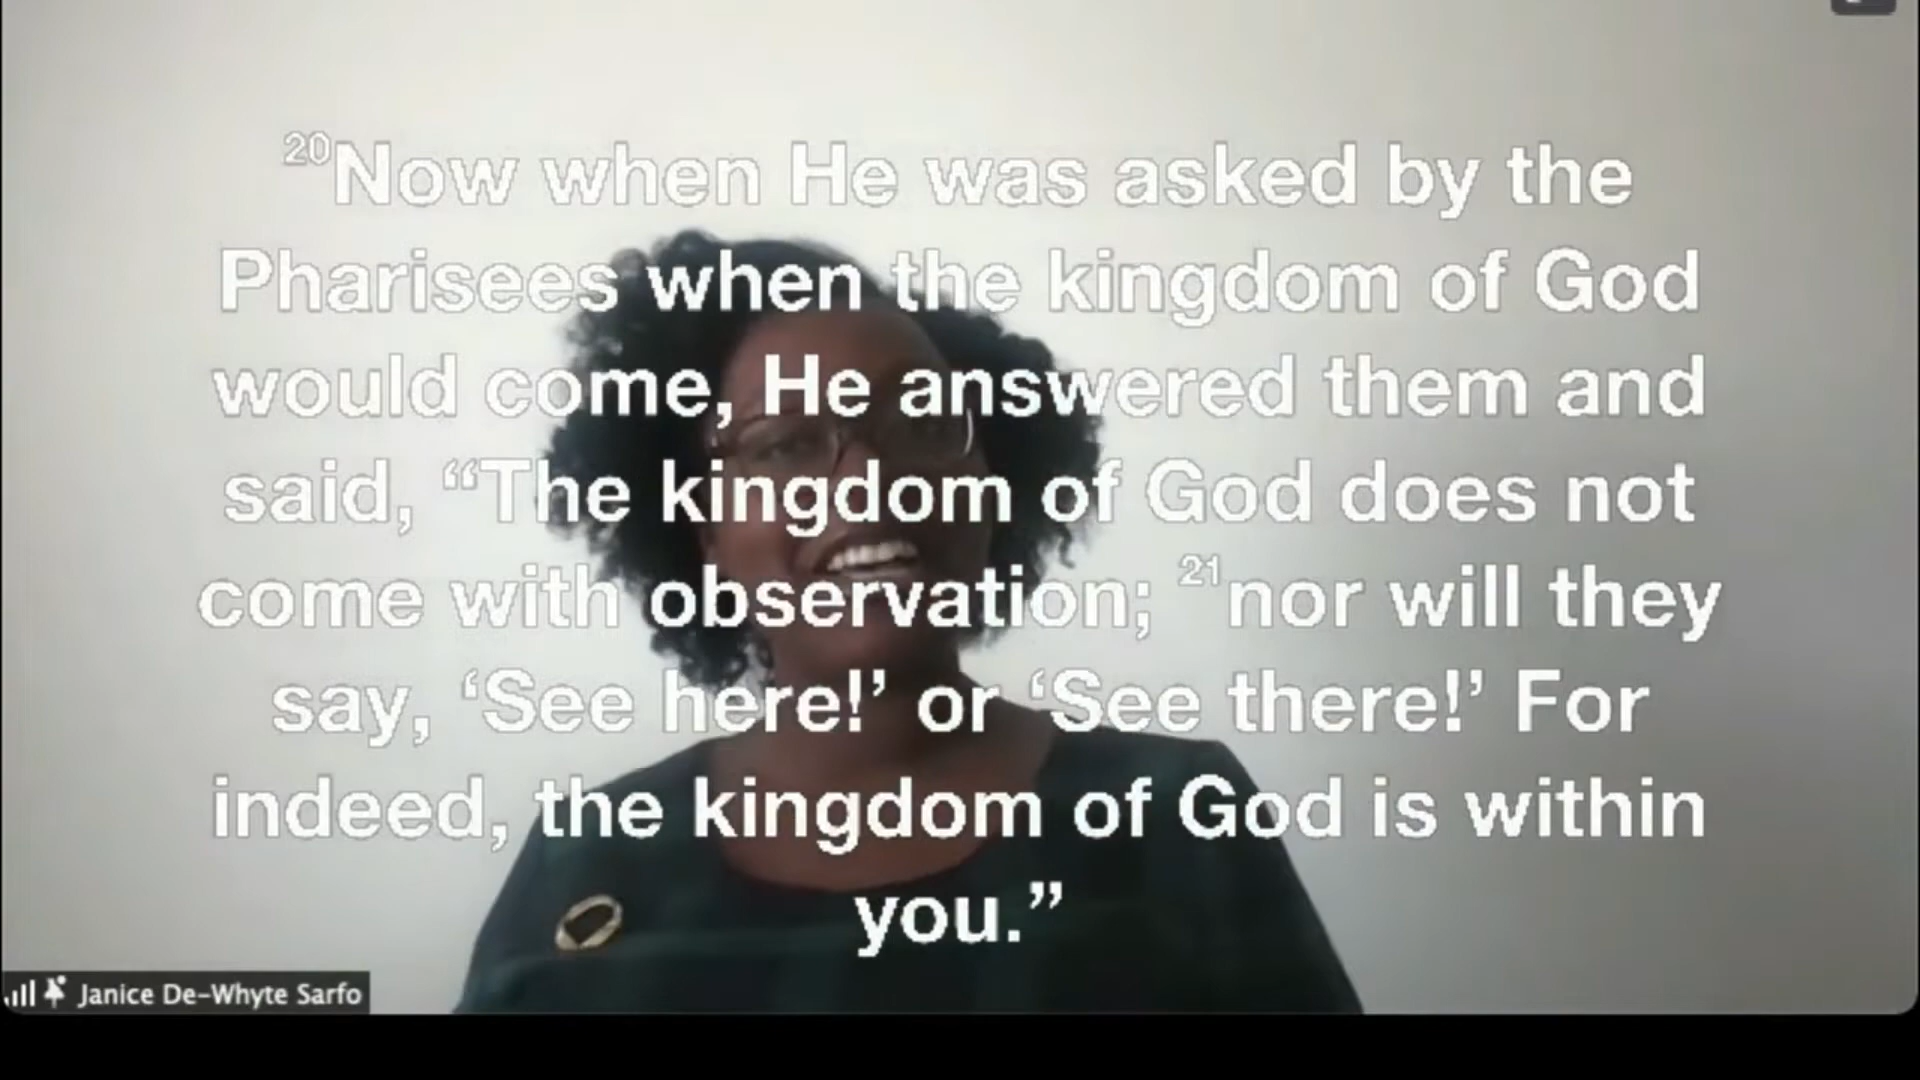 20Now when He was asked by the
Pharisees when the kingdom of God
would come, He answered them and
said, “The kingdom of God does not
come with observation; 21nor will they
say, ‘See here!’ or ‘See there!’ For
indeed, the kingdom of God is within
you.”
Janice De-Whyte Sarfo